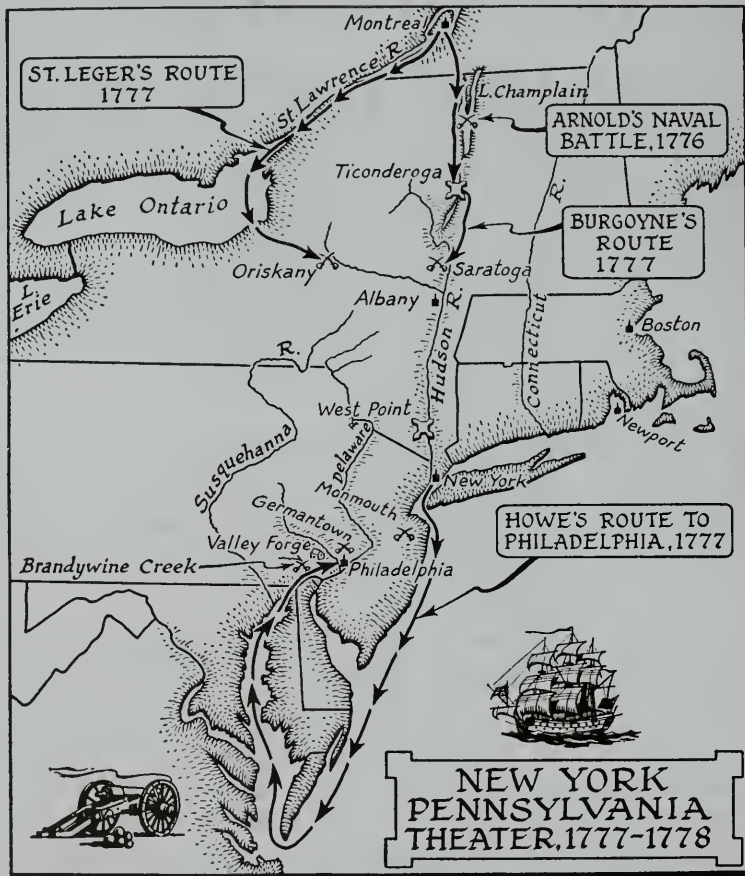 Montreal
ST. LEGER'S ROUTE
1777
St Lawrence R.
L. Champlain
ARNOLD'S NAVAL
BATTLE, 1776
Ticonderoga
R.
Lake Ontario
BURGOYNE'S
ROUTE
1777
Oriskany
Saratoga
L.
Erie
Albany
Hudson R.
Connecticut
Boston
R.
West Point
Newport
Susquehanna
Delaware
New York
Monmouth
Germantown
HOWE'S ROUTE TO
PHILADELPHIA, 1777
Valley Forge
Brandywine Creek
Philadelphia
NEW YORK
PENNSYLVANIA
THEATER, 1777-1778